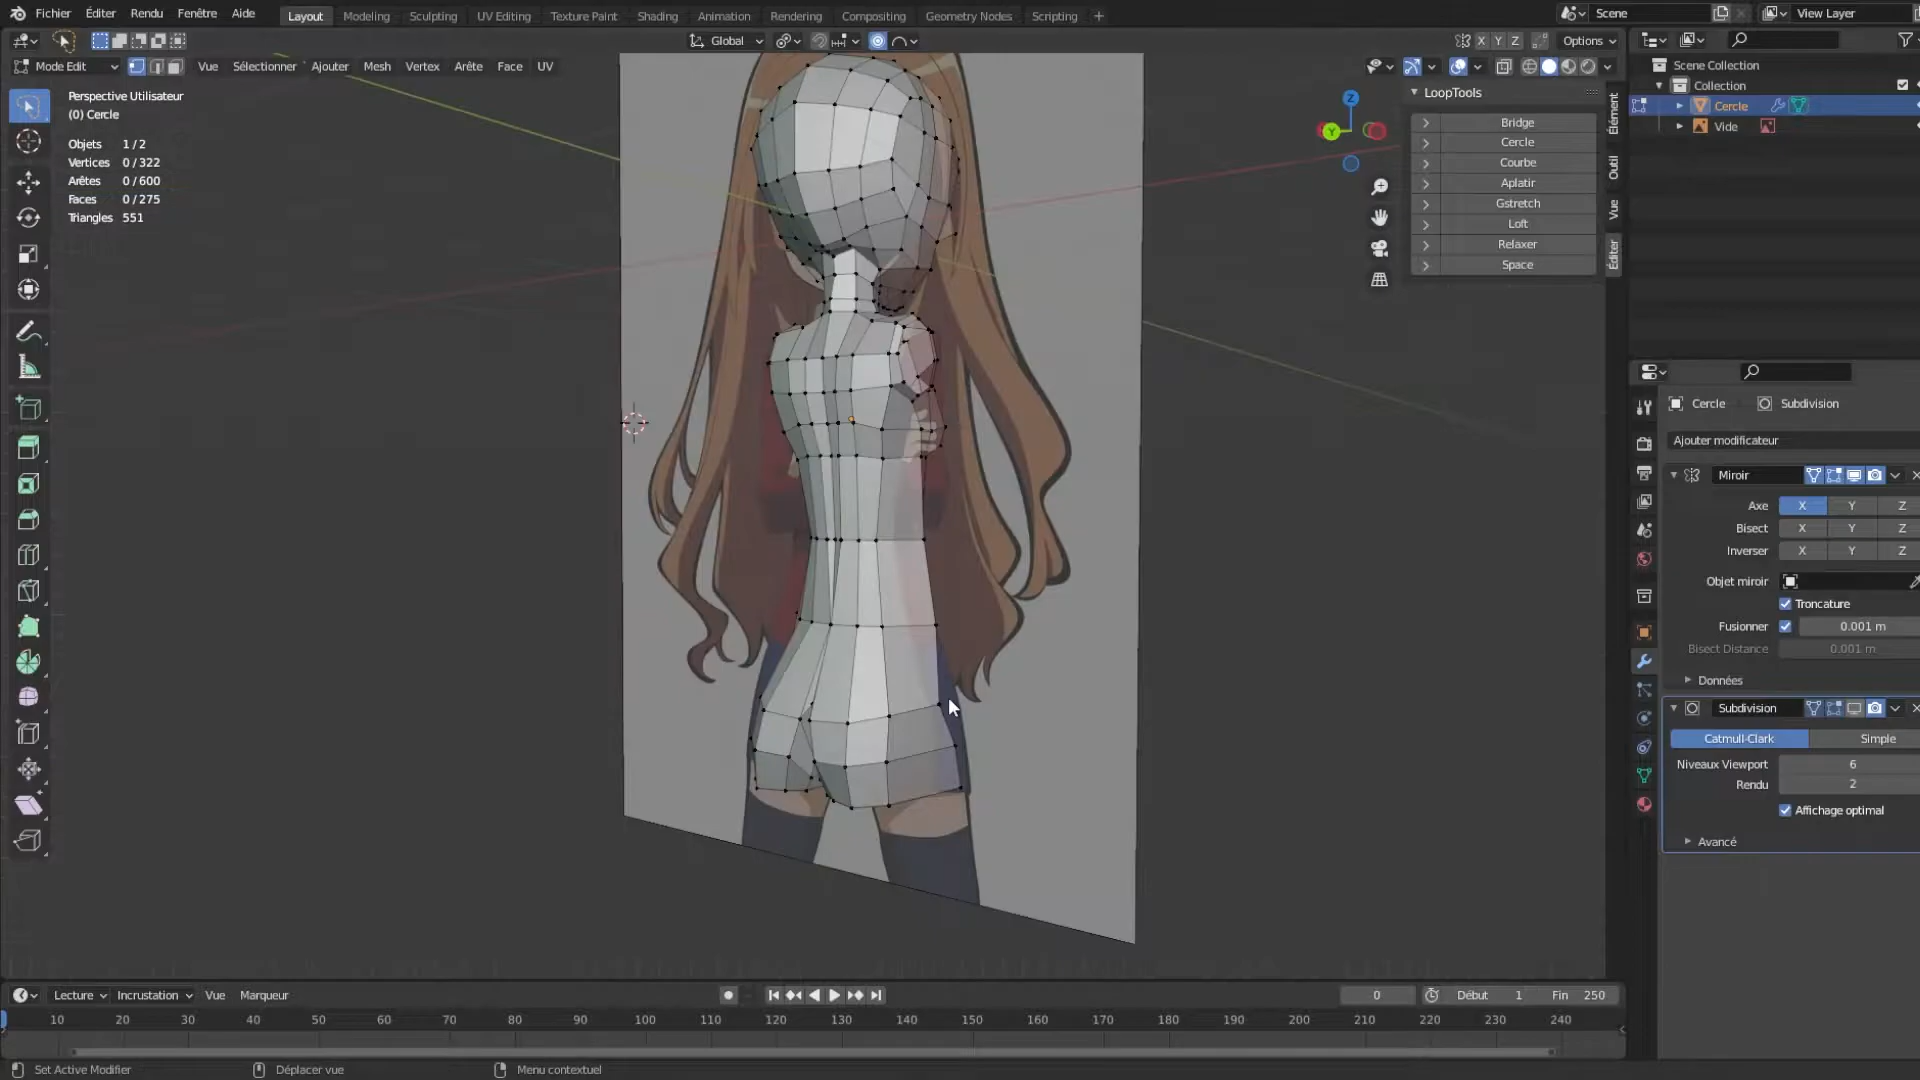 Fichier Éditer Rendu Fenêtre Aide Layout Modeling Sculpting UV Editing Texture Paint Shading Animation Rendering Compositing Geometry Nodes Scripting + Scene View Layer
Global X Y Z Options
Mode Edit Vue Sélectionner Ajouter Mesh Vertex Arête Face UV
Perspective Utilisateur
(0) Cercle
Objets 1 / 2
Vertices 0 / 322
Arêtes 0 / 600
Faces 0 / 275
Triangles 551
Z
Y
LoopTools
Bridge
Cercle
Courbe
Aplatir
Gstretch
Loft
Relaxer
Space
Élément
Outil
Vue
Éditer
Scene Collection
Collection
Cercle
Vide
Cercle Subdivision
Ajouter modificateur
Miroir
Axe X Y Z
Bisect X Y Z
Inverser X Y Z
Objet miroir
Troncature
Fusionner 0.001 m
Bisect Distance 0.001 m
Données
Subdivision
Catmull-Clark Simple
Niveaux Viewport 6
Rendu 2
Affichage optimal
Avancé
Lecture Incrustation Vue Marqueur 0 Début 1 Fin 250
10 20 30 40 50 60 70 80 90 100 110 120 130 140 150 160 170 180 190 200 210 220 230 240
Set Active Modifier Déplacer vue Menu contextuel